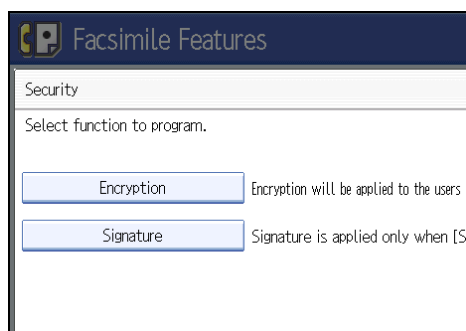 Facsimile Features
Security
Select function to program.
Encryption Encryption will be applied to the users
Signature Signature is applied only when [S